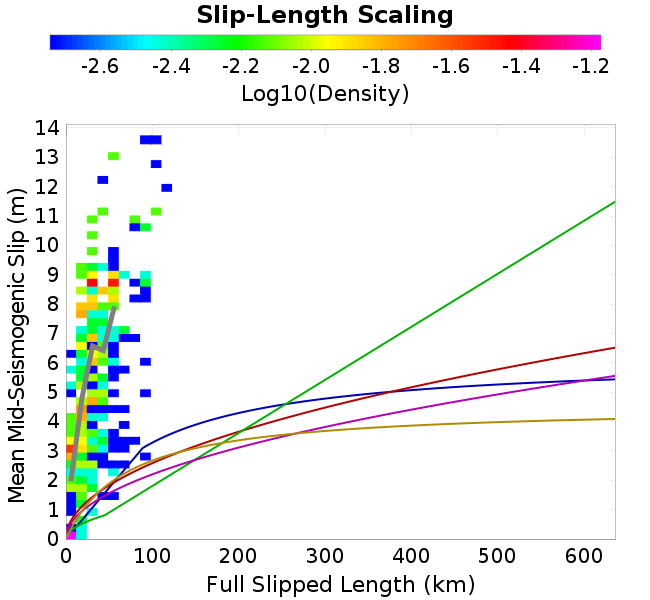 Slip-Length Scaling
-2.6 -2.4 -2.2 -2.0 -1.8 -1.6 -1.4 -1.2
Log10(Density)
14
13
12
11
10
9
8
7
6
5
4
3
2
1
0
Mean Mid-Seismogenic Slip (m)
0 100 200 300 400 500 600
Full Slipped Length (km)